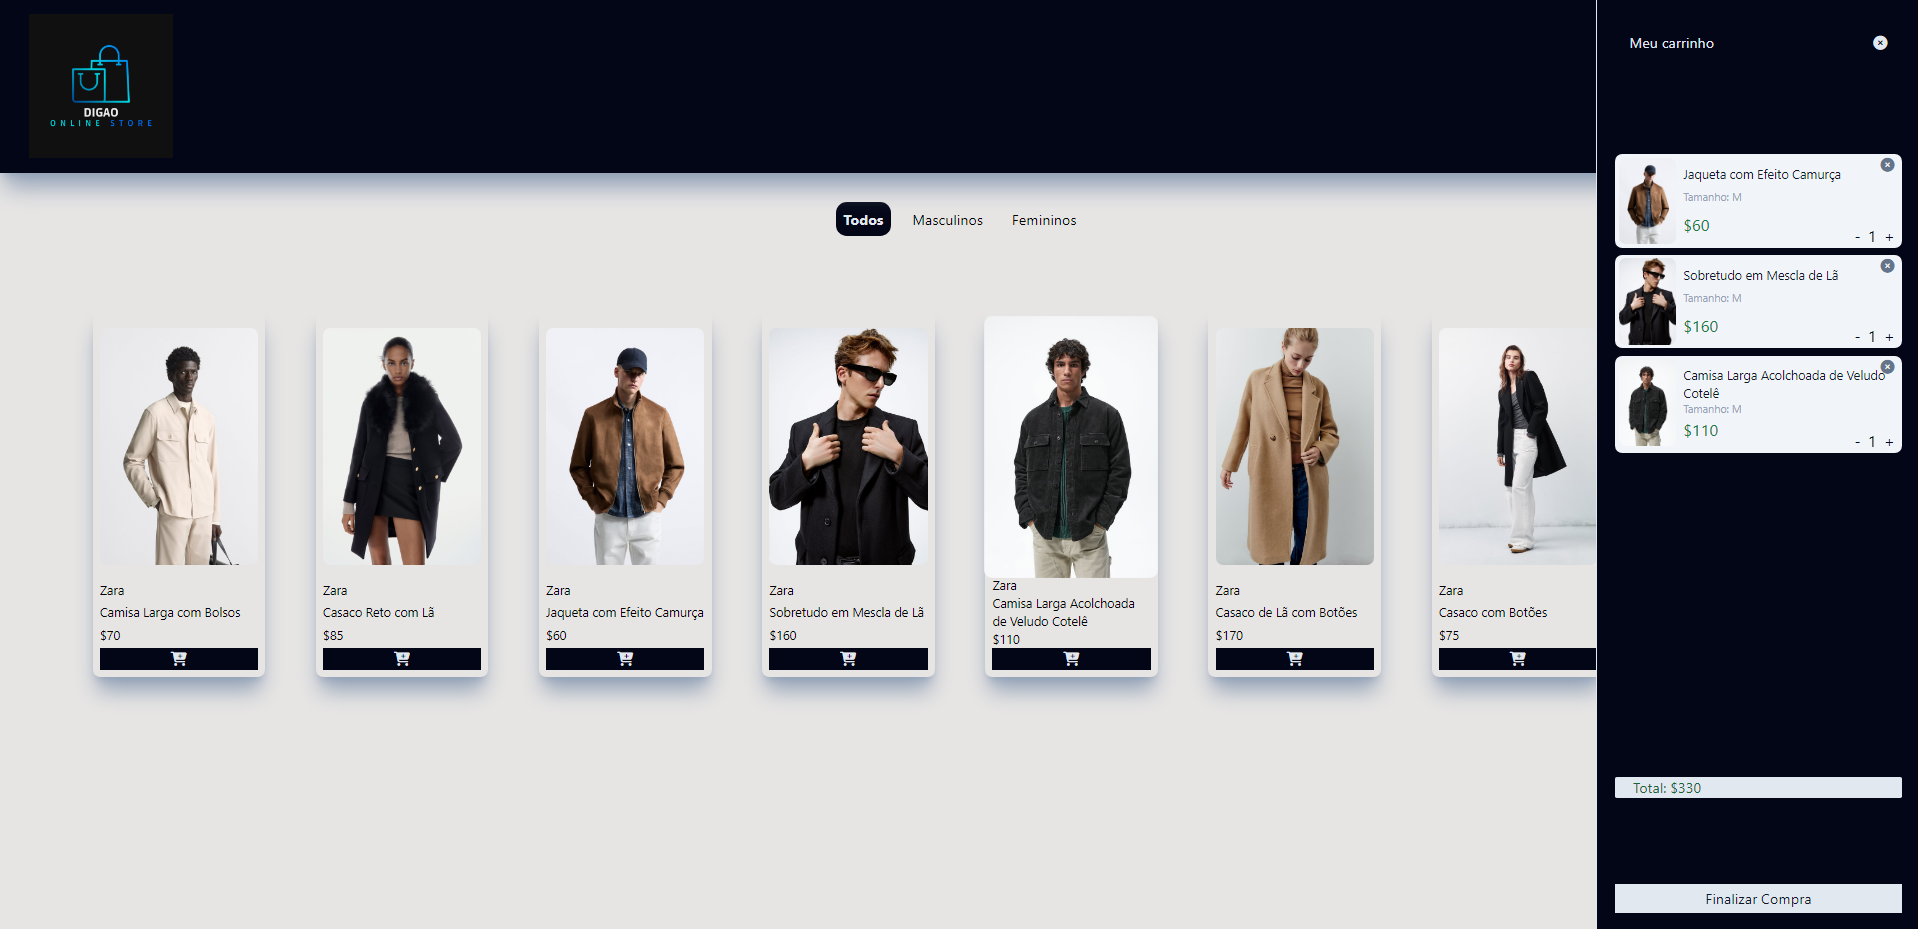 DIGAO
ONLINE STORE
Todos
Masculinos
Femininos
Zara
Camisa Larga com Bolsos
$70
Zara
Casaco Reto com Lã
$85
Zara
Jaqueta com Efeito Camurça
$60
Zara
Sobretudo em Mescla de Lã
$160
Zara
Camisa Larga Acolchoada
de Veludo Cotelê
$110
Zara
Casaco de Lã com Botões
$170
Zara
Casaco com Botões
$75
Meu carrinho
Jaqueta com Efeito Camurça
Tamanho: M
$60
- 1 +
Sobretudo em Mescla de Lã
Tamanho: M
$160
- 1 +
Camisa Larga Acolchoada de Veludo
Cotelê
Tamanho: M
$110
- 1 +
Total: $330
Finalizar Compra